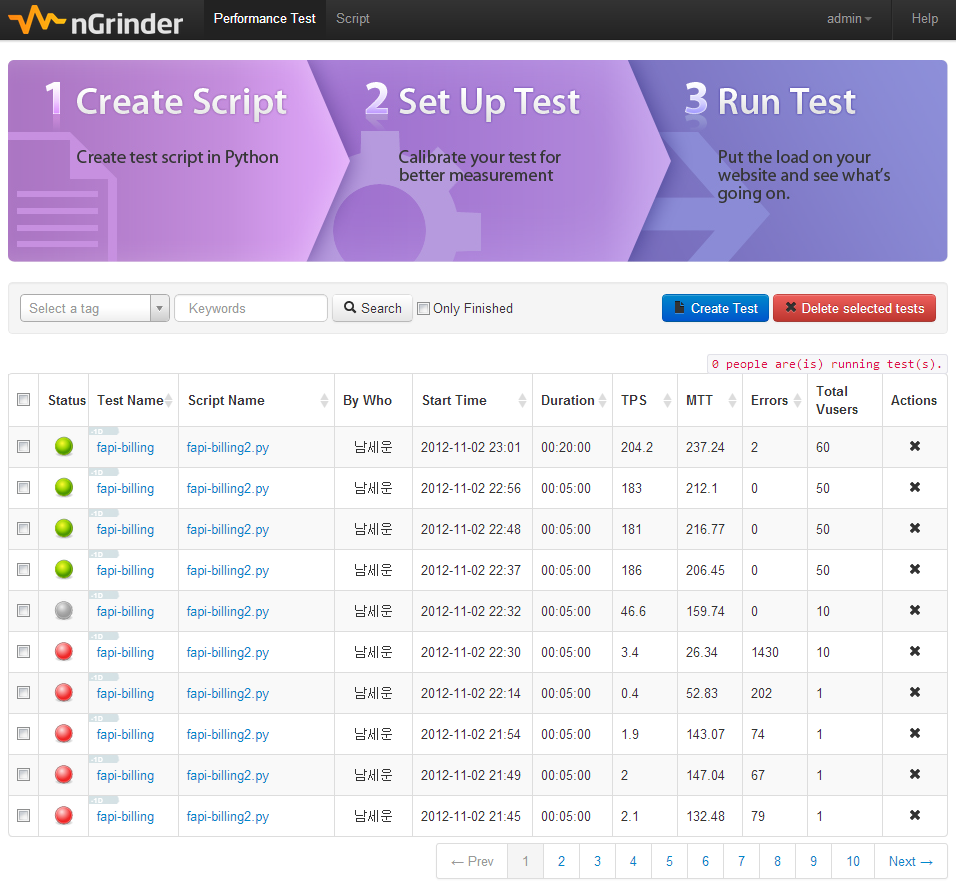 nGrinder Performance Test Script admin Help
1 Create Script
Create test script in Python
2 Set Up Test
Calibrate your test for
better measurement
3 Run Test
Put the load on your
website and see what's
going on.
Select a tag Keywords Search Only Finished Create Test Delete selected tests
0 people are(is) running test(s).
Status Test Name Script Name By Who Start Time Duration TPS MTT Errors Total Vusers Actions
-1D
fapi-billing fapi-billing2.py 남세운 2012-11-02 23:01 00:20:00 204.2 237.24 2 60
-1D
fapi-billing fapi-billing2.py 남세운 2012-11-02 22:56 00:05:00 183 212.1 0 50
-1D
fapi-billing fapi-billing2.py 남세운 2012-11-02 22:48 00:05:00 181 216.77 0 50
-1D
fapi-billing fapi-billing2.py 남세운 2012-11-02 22:37 00:05:00 186 206.45 0 50
-1D
fapi-billing fapi-billing2.py 남세운 2012-11-02 22:32 00:05:00 46.6 159.74 0 10
-1D
fapi-billing fapi-billing2.py 남세운 2012-11-02 22:30 00:05:00 3.4 26.34 1430 10
-1D
fapi-billing fapi-billing2.py 남세운 2012-11-02 22:14 00:05:00 0.4 52.83 202 1
-1D
fapi-billing fapi-billing2.py 남세운 2012-11-02 21:54 00:05:00 1.9 143.07 74 1
-1D
fapi-billing fapi-billing2.py 남세운 2012-11-02 21:49 00:05:00 2 147.04 67 1
-1D
fapi-billing fapi-billing2.py 남세운 2012-11-02 21:45 00:05:00 2.1 132.48 79 1
← Prev 1 2 3 4 5 6 7 8 9 10 Next →